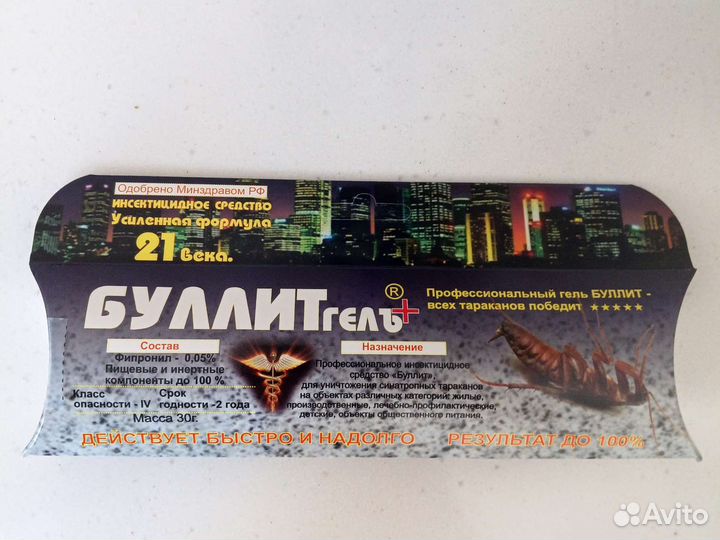 Одобрено Минздравом РФ
ИНСЕКТИЦИДНОЕ СРЕДСТВО
Усиленная формула
21 века.
БУЛЛИТ гелъ+ ®
Профессиональный гель БУЛЛИТ -
всех тараканов победит ★★★★★
Состав
Фипронил - 0,05%
Пищевые и инертные
компоненты до 100 %
Класс опасности - IV
Срок годности -2 года
Масса 30г.
Назначение
Профессиональное инсектицидное
средство «Буллит»
для уничтожения синатропных тараканов
на объектах различных категорий: жилые,
производственные, лечебно-профилактические,
детские, объекты общественного питания.
ДЕЙСТВУЕТ БЫСТРО И НАДОЛГО
РЕЗУЛЬТАТ ДО 100%
Avito